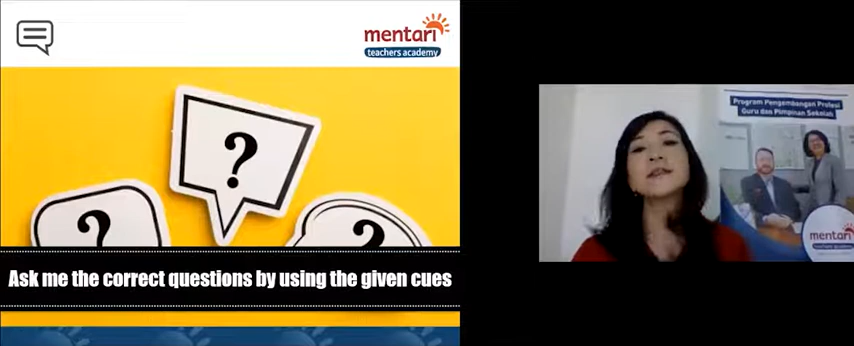 mentari
teachers academy
?
?
?
Ask me the correct questions by using the given cues
Program Pengembangan Profesi
Guru dan Pimpinan Sekolah
mentari
teachers academy